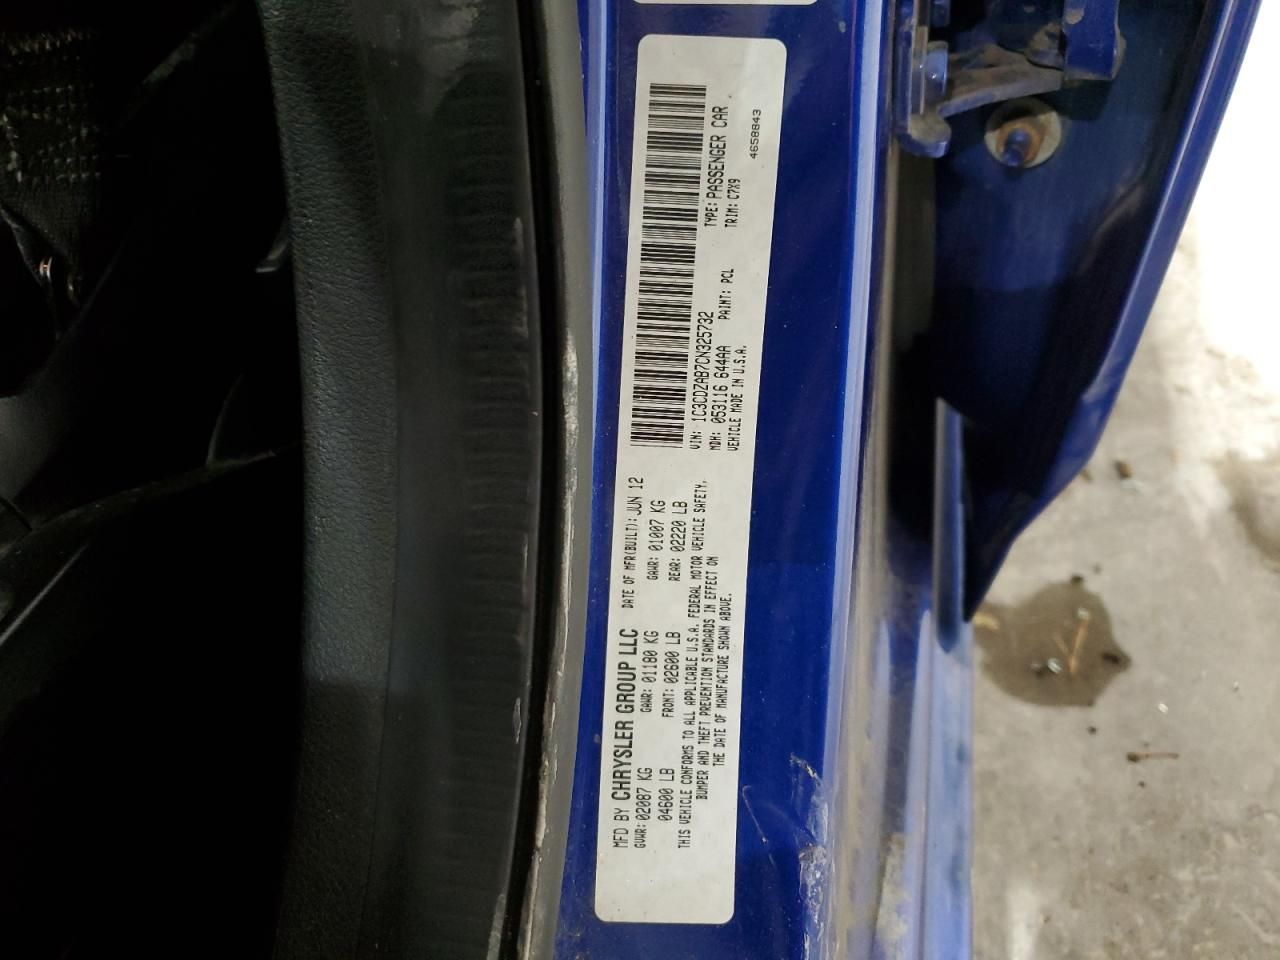 MFD BY CHRYSLER GROUP LLC DATE OF MFR(BUILT): JUN 12
GVWR: 02087 KG GAWR: 01180 KG GAWR: 01007 KG
04600 LB FRONT: 02600 LB REAR: 02220 LB
THIS VEHICLE CONFORMS TO ALL APPLICABLE U.S.A. FEDERAL MOTOR VEHICLE SAFETY,
BUMPER AND THEFT PREVENTION STANDARDS IN EFFECT ON
THE DATE OF MANUFACTURE SHOWN ABOVE.
VIN: 1C3CDZAB7CN325732 TYPE: PASSENGER CAR
MDH: 053116 644AA PAINT: PCL TRIM: C7X9
VEHICLE MADE IN U.S.A.
4658843